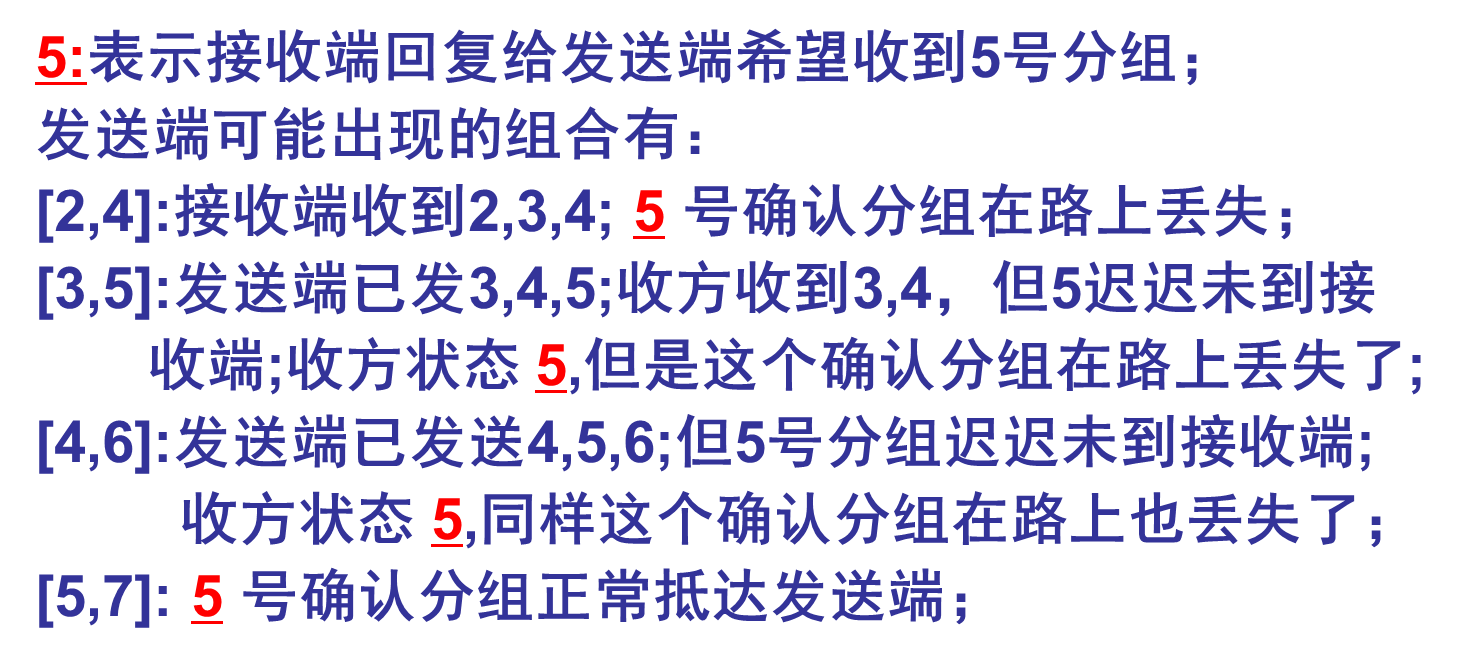 5:表示接收端回复给发送端希望收到5号分组；
发送端可能出现的组合有：
[2,4]:接收端收到2,3,4; 5 号确认分组在路上丢失；
[3,5]:发送端已发3,4,5;收方收到3,4，但5迟迟未到接
收端;收方状态 5,但是这个确认分组在路上丢失了;
[4,6]:发送端已发送4,5,6;但5号分组迟迟未到接收端;
收方状态 5,同样这个确认分组在路上也丢失了；
[5,7]: 5 号确认分组正常抵达发送端；